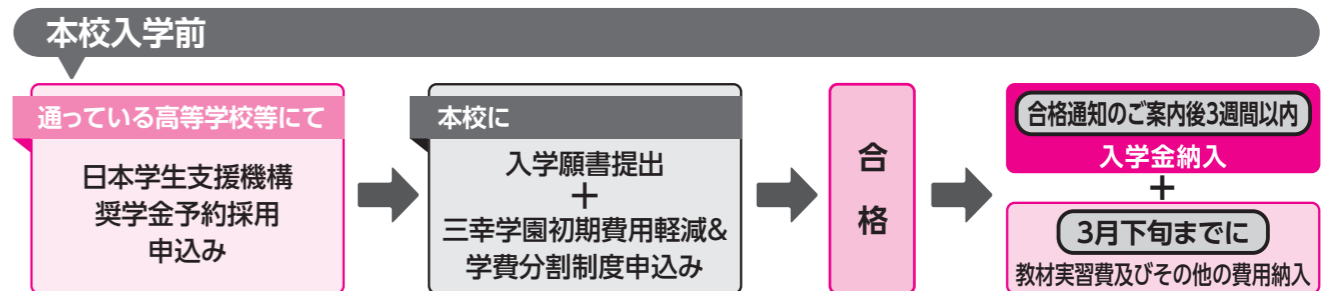 本校入学前
通っている高等学校等にて
日本学生支援機構
奨学金予約採用
申込み
本校に
入学願書提出
＋
三幸学園初期費用軽減&
学費分割制度申込み
合格
合格通知のご案内後3週間以内
入学金納入
＋
3月下旬までに
教材実習費及びその他の費用納入